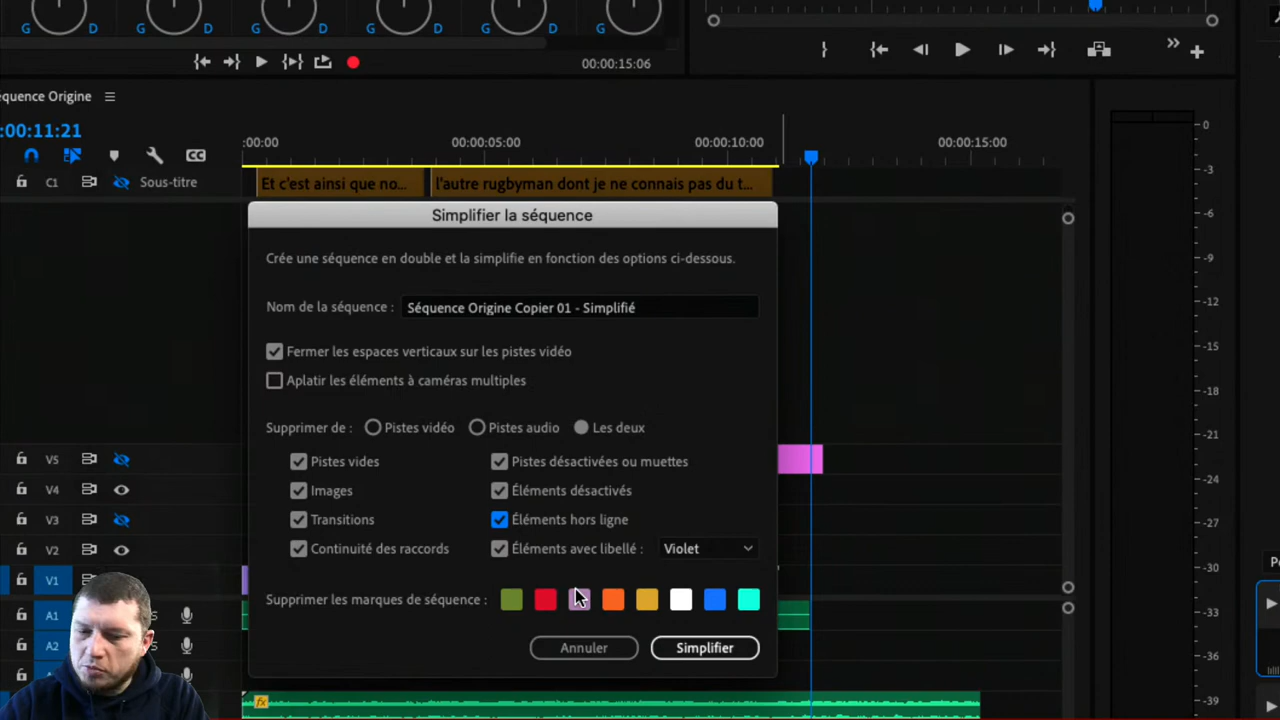 G D G D G D G D G D G
00:00:15:06
équence Origine
:00:11:21
:00:00 00:00:05:00 00:00:10:00 00:00:15:00
CC
C1 Sous-titre Et c'est ainsi que no... l'autre rugbyman dont je ne connais pas du t...
Simplifier la séquence
Crée une séquence en double et la simplifie en fonction des options ci-dessous.
Nom de la séquence : Séquence Origine Copier 01 - Simplifié
Fermer les espaces verticaux sur les pistes vidéo
Aplatir les éléments à caméras multiples
Supprimer de : Pistes vidéo Pistes audio Les deux
Pistes vides Pistes désactivées ou muettes
Images Éléments désactivés
Transitions Éléments hors ligne
Continuité des raccords Éléments avec libellé : Violet
Supprimer les marques de séquence :
Annuler Simplifier
V5
V4
V3
V2
V1
A1
A2 S
fx
0
-3
-6
-9
-12
-15
-18
-21
-24
-27
-30
-33
-36
-39